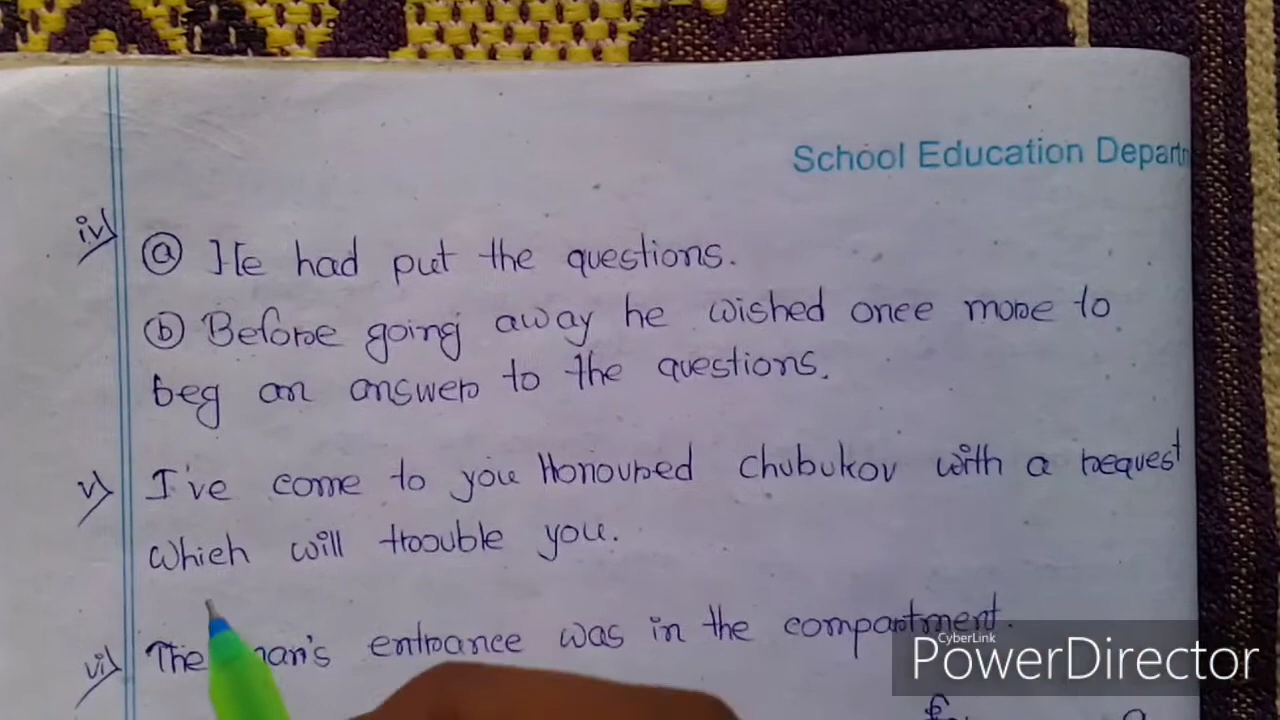 School Education Departm
iv) ⓐ He had put the questions.
ⓑ Before going away he wished once more to
beg an answer to the questions.
v) I've come to you Honoured Chubukov with a request
which will trouble you.
vi) The man's entrance was in the compartment.
CyberLink
PowerDirector